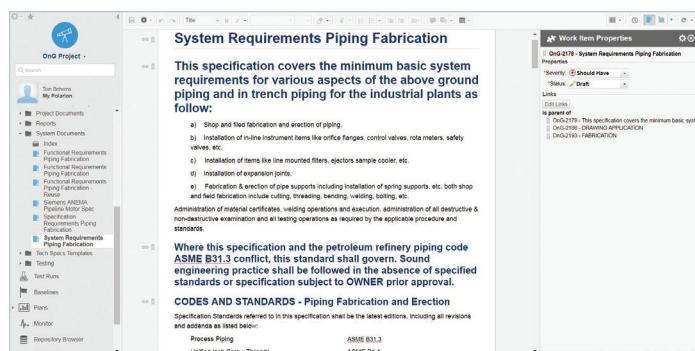 Title
OnG Project
Search
Tom Behrens
My Polarion
Project Documents
Reports
System Documents
Index
Functional Requirements
Piping Fabrication
Functional Requirements
Piping Fabrication
Functional Requirements
Piping Fabrication -
Reuse
Siemens ANEMA
Pipeline Motor Spec
Specification
Requirements Piping
Fabrication
System Requirements
Piping Fabrication
Tech Specs Templates
Testing
Test Runs
Baselines
Plans
Monitor
Repository Browser
System Requirements Piping Fabrication
This specification covers the minimum basic system
requirements for various aspects of the above ground
piping and in trench piping for the industrial plants as
follow:
a) Shop and filed fabrication and erection of piping.
b) Installation of in-line instrument items like orifice flanges, control valves, rota meters, safety
valves, etc.
c) Installation of items like line mounted filters, ejectors sample cooler, etc.
d) Installation of expansion joints.
e) Fabrication & erection of pipe supports including installation of spring supports, etc. both shop
and field fabrication include cutting, threading, bending, welding, bolting, etc.
Administration of material certificates, welding operations and execution, administration of all destructive &
non-destructive examination and all testing operations as required by the applicable procedure and
standards.
Where this specification and the petroleum refinery piping code
ASME B31.3 conflict, this standard shall govern. Sound
engineering practice shall be followed in the absence of specified
standards or specification subject to OWNER prior approval.
CODES AND STANDARDS - Piping Fabrication and Erection
Specification Standards referred to in this specification shall be the latest editions, including all revisions
and addenda as listed below:
Process Piping ASME B31.3
Work Item Properties
OnG-2178 - System Requirements Piping Fabrication
Properties
*Severity: Should Have
*Status: Draft
Links
Edit Links
is parent of
OnG-2179 - This specification covers the minimum basic syst
OnG-2186 - DRAWING APPLICATION
OnG-2193 - FABRICATION